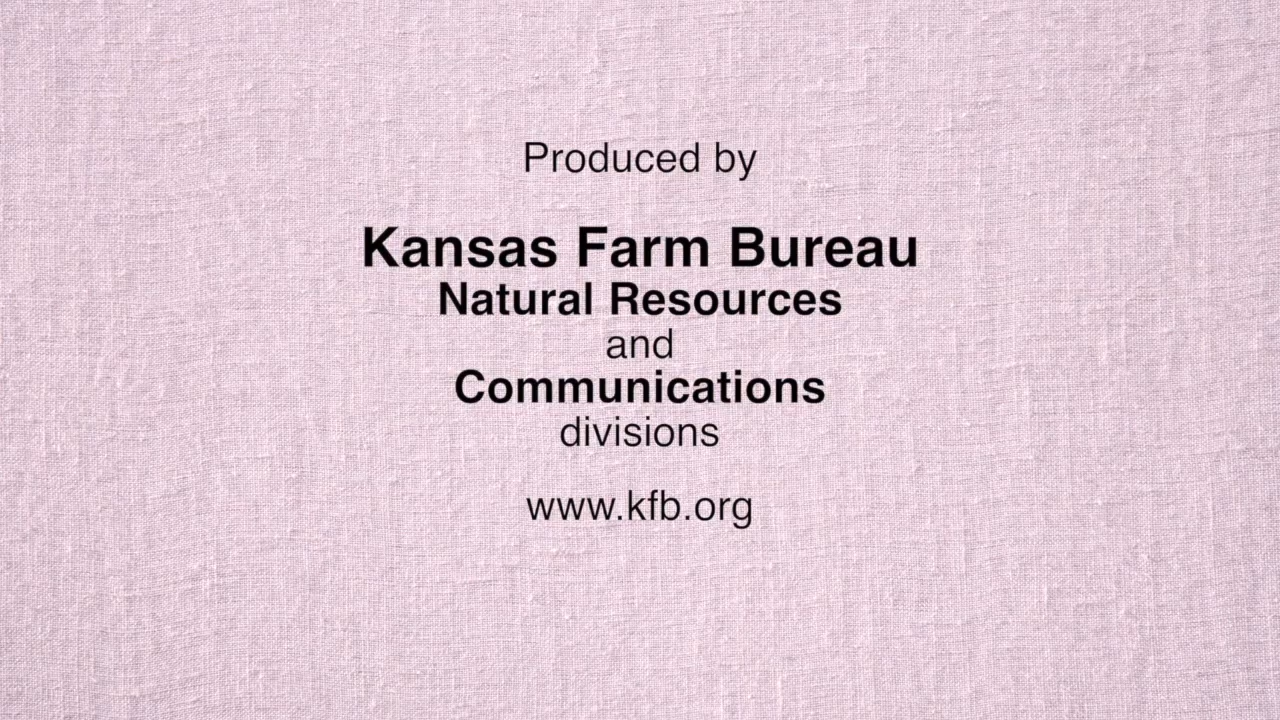 Produced by
Kansas Farm Bureau
Natural Resources
and
Communications
divisions
www.kfb.org